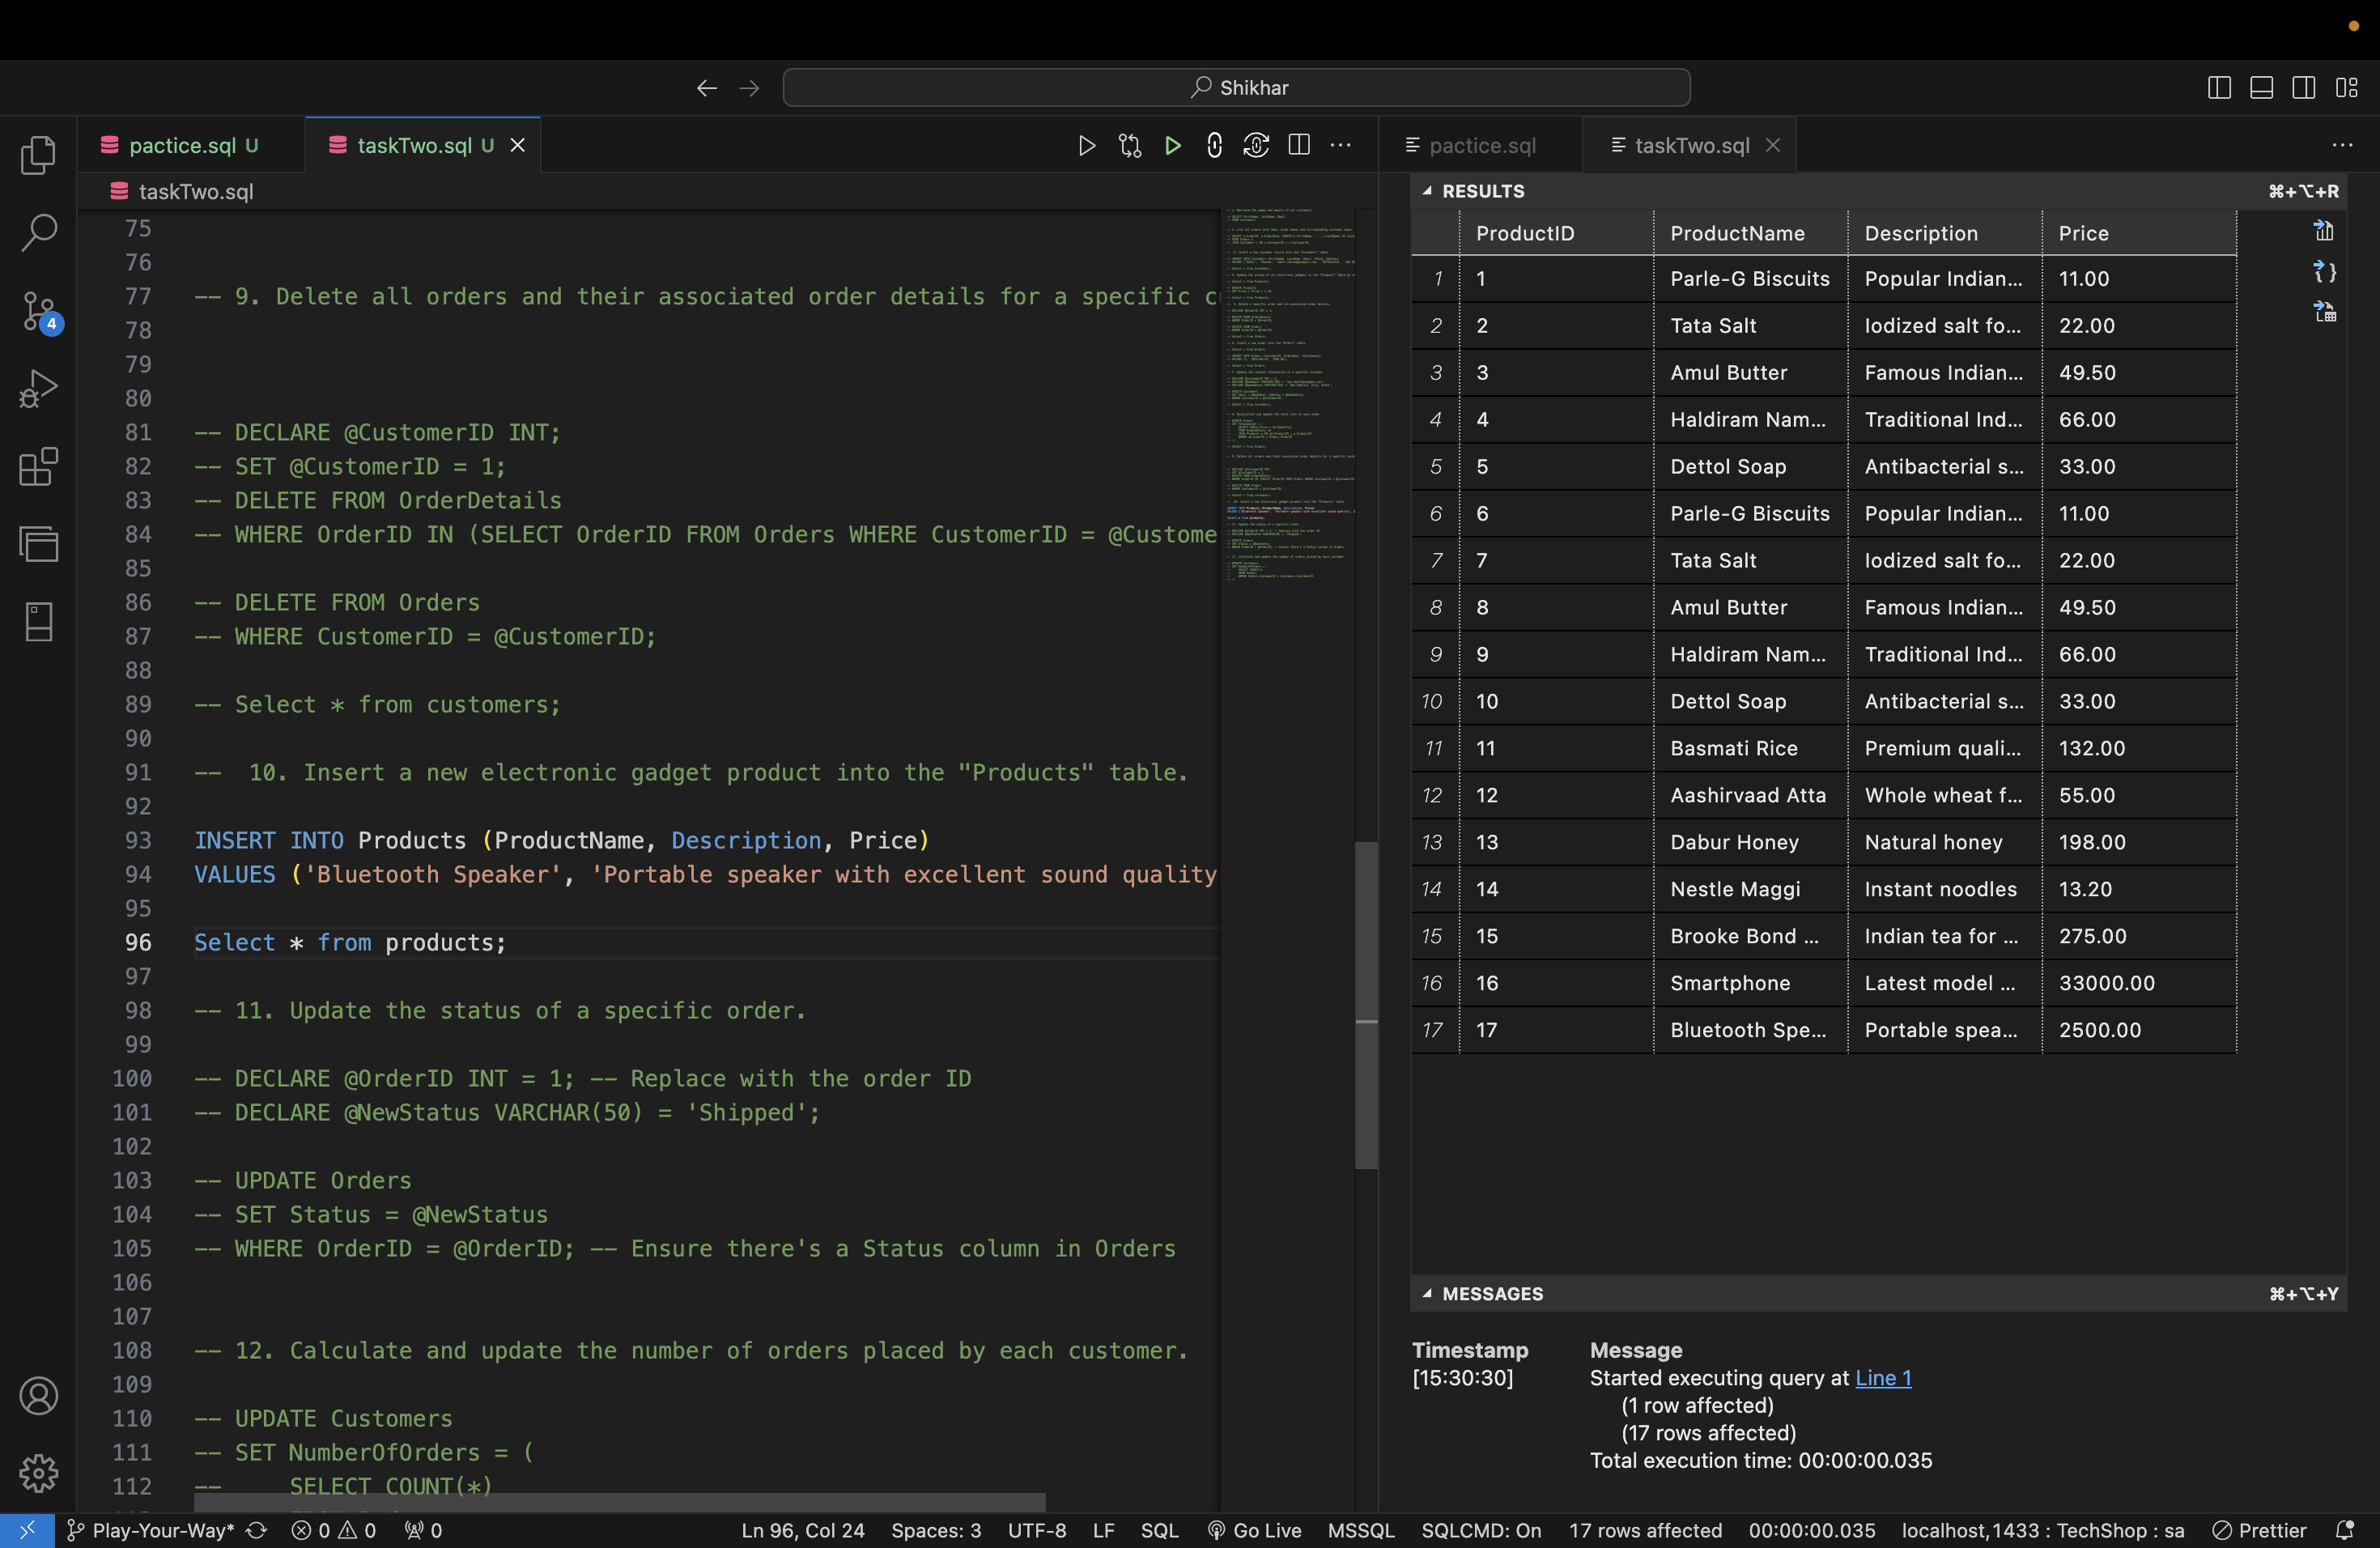 Shikhar
pactice.sql U
taskTwo.sql U
pactice.sql
taskTwo.sql
taskTwo.sql
75
76
77 -- 9. Delete all orders and their associated order details for a specific c
78
79
80
81 -- DECLARE @CustomerID INT;
82 -- SET @CustomerID = 1;
83 -- DELETE FROM OrderDetails
84 -- WHERE OrderID IN (SELECT OrderID FROM Orders WHERE CustomerID = @Custome
85
86 -- DELETE FROM Orders
87 -- WHERE CustomerID = @CustomerID;
88
89 -- Select * from customers;
90
91 --  10. Insert a new electronic gadget product into the "Products" table.
92
93 INSERT INTO Products (ProductName, Description, Price)
94 VALUES ('Bluetooth Speaker', 'Portable speaker with excellent sound quality
95
96 Select * from products;
97
98 -- 11. Update the status of a specific order.
99
100 -- DECLARE @OrderID INT = 1; -- Replace with the order ID
101 -- DECLARE @NewStatus VARCHAR(50) = 'Shipped';
102
103 -- UPDATE Orders
104 -- SET Status = @NewStatus
105 -- WHERE OrderID = @OrderID; -- Ensure there's a Status column in Orders
106
107
108 -- 12. Calculate and update the number of orders placed by each customer.
109
110 -- UPDATE Customers
111 -- SET NumberOfOrders = (
112 --     SELECT COUNT(*)
4
RESULTS ⌘+⌥+R
ProductID ProductName Description Price
1 1 Parle-G Biscuits Popular Indian... 11.00
2 2 Tata Salt Iodized salt fo... 22.00
3 3 Amul Butter Famous Indian... 49.50
4 4 Haldiram Nam... Traditional Ind... 66.00
5 5 Dettol Soap Antibacterial s... 33.00
6 6 Parle-G Biscuits Popular Indian... 11.00
7 7 Tata Salt Iodized salt fo... 22.00
8 8 Amul Butter Famous Indian... 49.50
9 9 Haldiram Nam... Traditional Ind... 66.00
10 10 Dettol Soap Antibacterial s... 33.00
11 11 Basmati Rice Premium quali... 132.00
12 12 Aashirvaad Atta Whole wheat f... 55.00
13 13 Dabur Honey Natural honey 198.00
14 14 Nestle Maggi Instant noodles 13.20
15 15 Brooke Bond ... Indian tea for ... 275.00
16 16 Smartphone Latest model ... 33000.00
17 17 Bluetooth Spe... Portable spea... 2500.00
MESSAGES ⌘+⌥+Y
Timestamp Message
[15:30:30] Started executing query at Line 1
(1 row affected)
(17 rows affected)
Total execution time: 00:00:00.035
Play-Your-Way* 0 0 0 Ln 96, Col 24 Spaces: 3 UTF-8 LF SQL Go Live MSSQL SQLCMD: On 17 rows affected 00:00:00.035 localhost,1433 : TechShop : sa Prettier